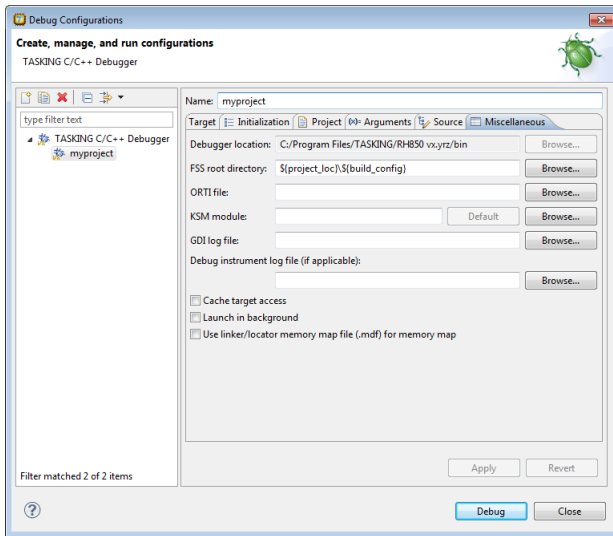 Debug Configurations
Create, manage, and run configurations
TASKING C/C++ Debugger
type filter text
TASKING C/C++ Debugger
myproject
Filter matched 2 of 2 items
Name: myproject
Target Initialization Project (x)= Arguments Source Miscellaneous
Debugger location: C:/Program Files/TASKING/RH850 vx.yrz/bin Browse...
FSS root directory: ${project_loc}\${build_config} Browse...
ORTI file: Browse...
KSM module: Default Browse...
GDI log file: Browse...
Debug instrument log file (if applicable):
Browse...
Cache target access
Launch in background
Use linker/locator memory map file (.mdf) for memory map
Apply Revert
? Debug Close